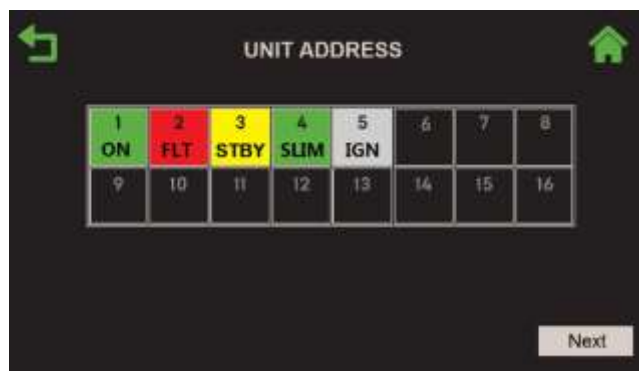 UNIT ADDRESS
1 2 3 4 5 6 7 8
ON FLT STBY SLIM IGN
9 10 11 12 13 14 15 16
Next